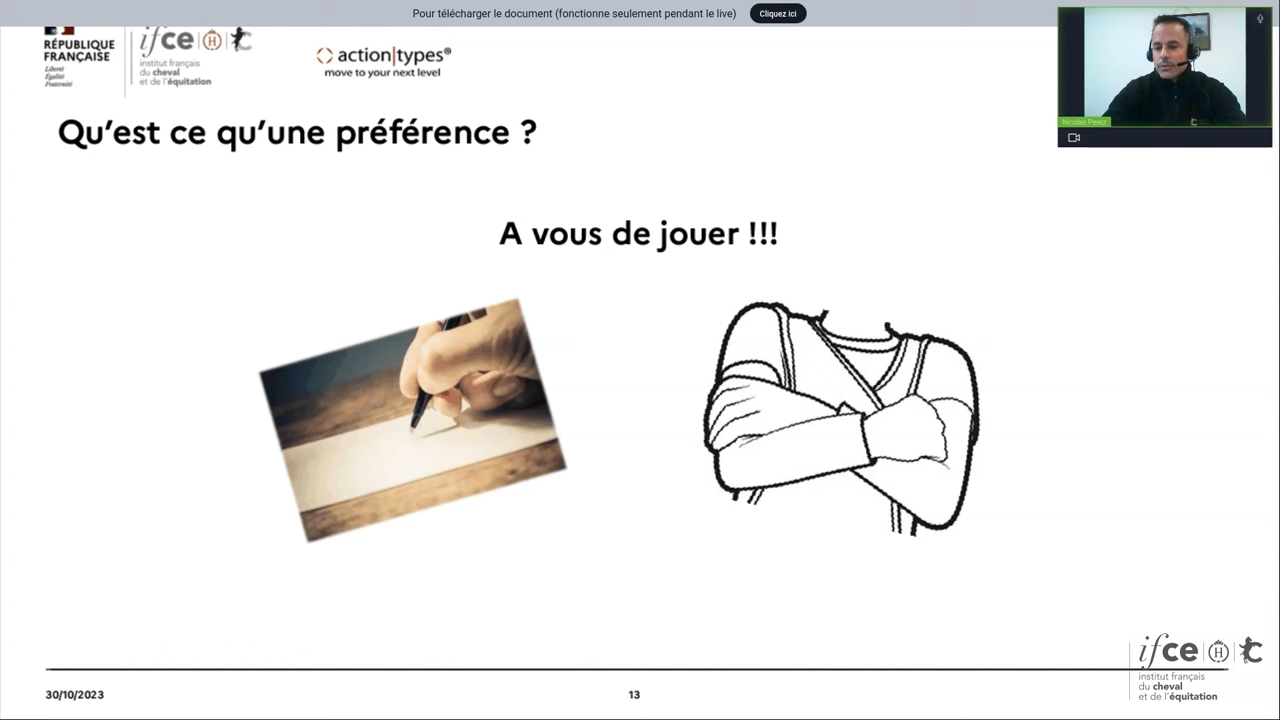 Pour télécharger le document (fonctionne seulement pendant le live) Cliquez ici
RÉPUBLIQUE
FRANÇAISE
Liberté
Égalité
Fraternité
ifce
institut français
du cheval
et de l'équitation
action|types®
move to your next level
Nicolas Perez
Qu'est ce qu'une préférence ?
A vous de jouer !!!
30/10/2023
13
ifce H
institut français
du cheval
et de l'équitation